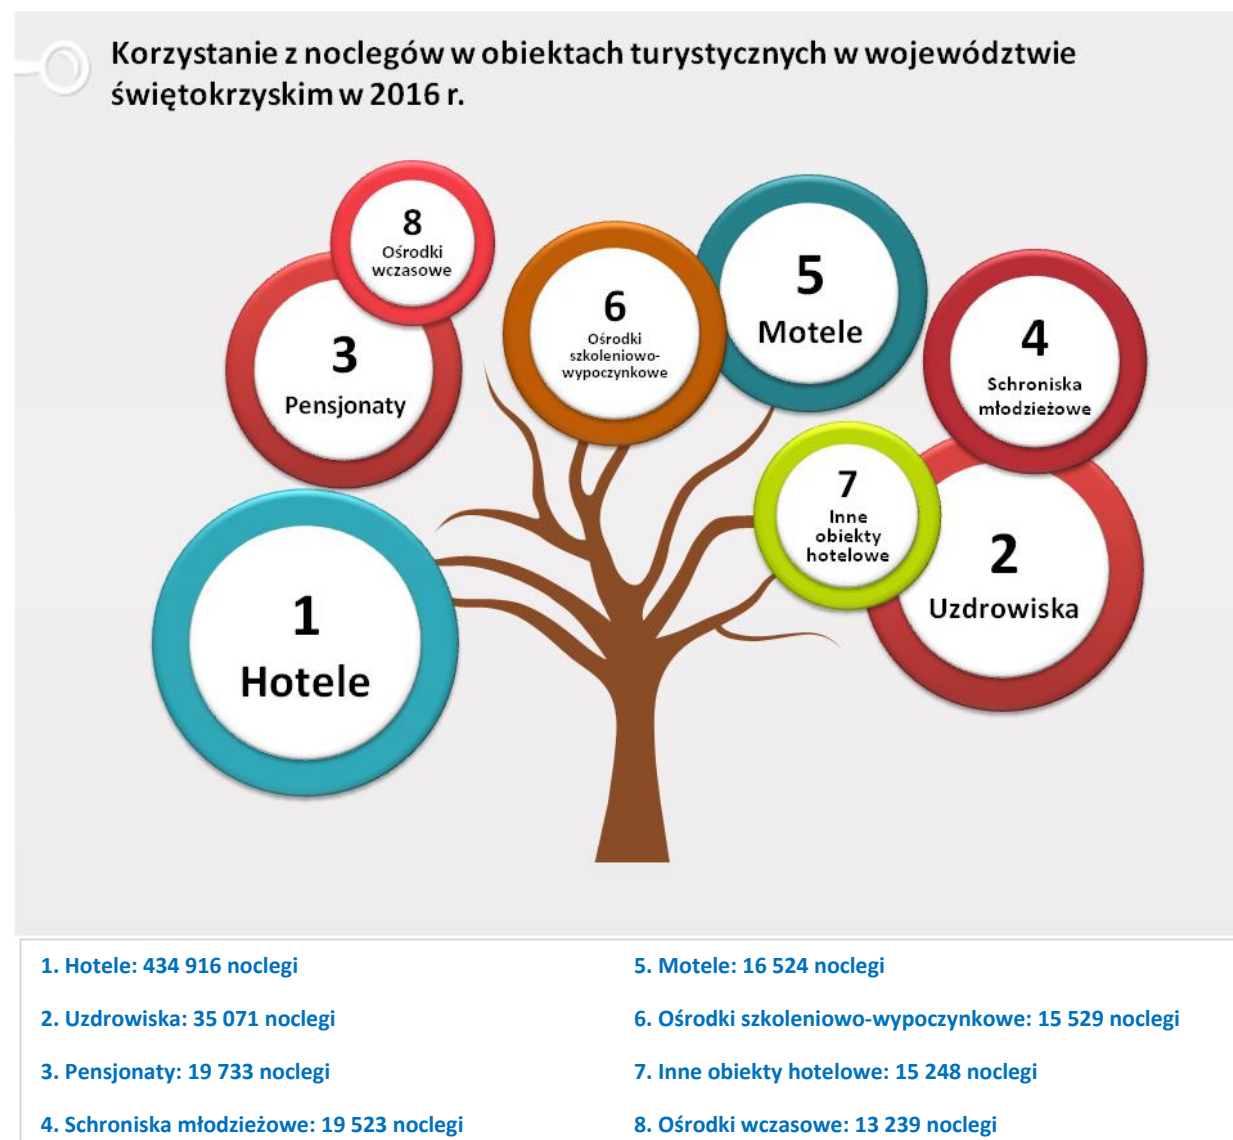 Korzystanie z noclegów w obiektach turystycznych w województwie
świętokrzyskim w 2016 r.
8
Ośrodki
wczasowe
3
Pensjonaty
6
Ośrodki
szkoleniowo-
wypoczynkowe
5
Motele
4
Schroniska
młodzieżowe
7
Inne
obiekty
hotelowe
2
Uzdrowiska
1
Hotele
1. Hotele: 434 916 noclegi
2. Uzdrowiska: 35 071 noclegi
3. Pensjonaty: 19 733 noclegi
4. Schroniska młodzieżowe: 19 523 noclegi
5. Motele: 16 524 noclegi
6. Ośrodki szkoleniowo-wypoczynkowe: 15 529 noclegi
7. Inne obiekty hotelowe: 15 248 noclegi
8. Ośrodki wczasowe: 13 239 noclegi